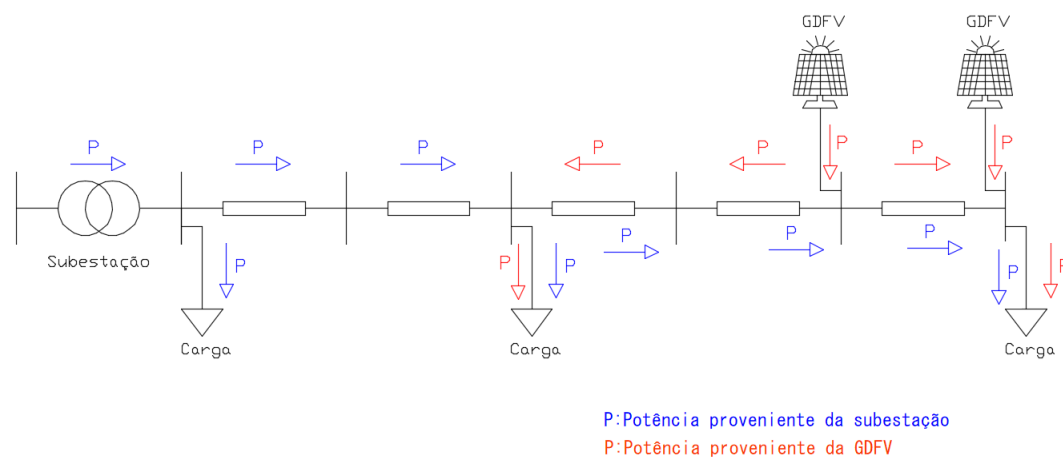 GDFV GDFV
P P P P P P P P
Subestação P P P P P P P P P
Carga Carga Carga
P:Potência proveniente da subestação
P:Potência proveniente da GDFV